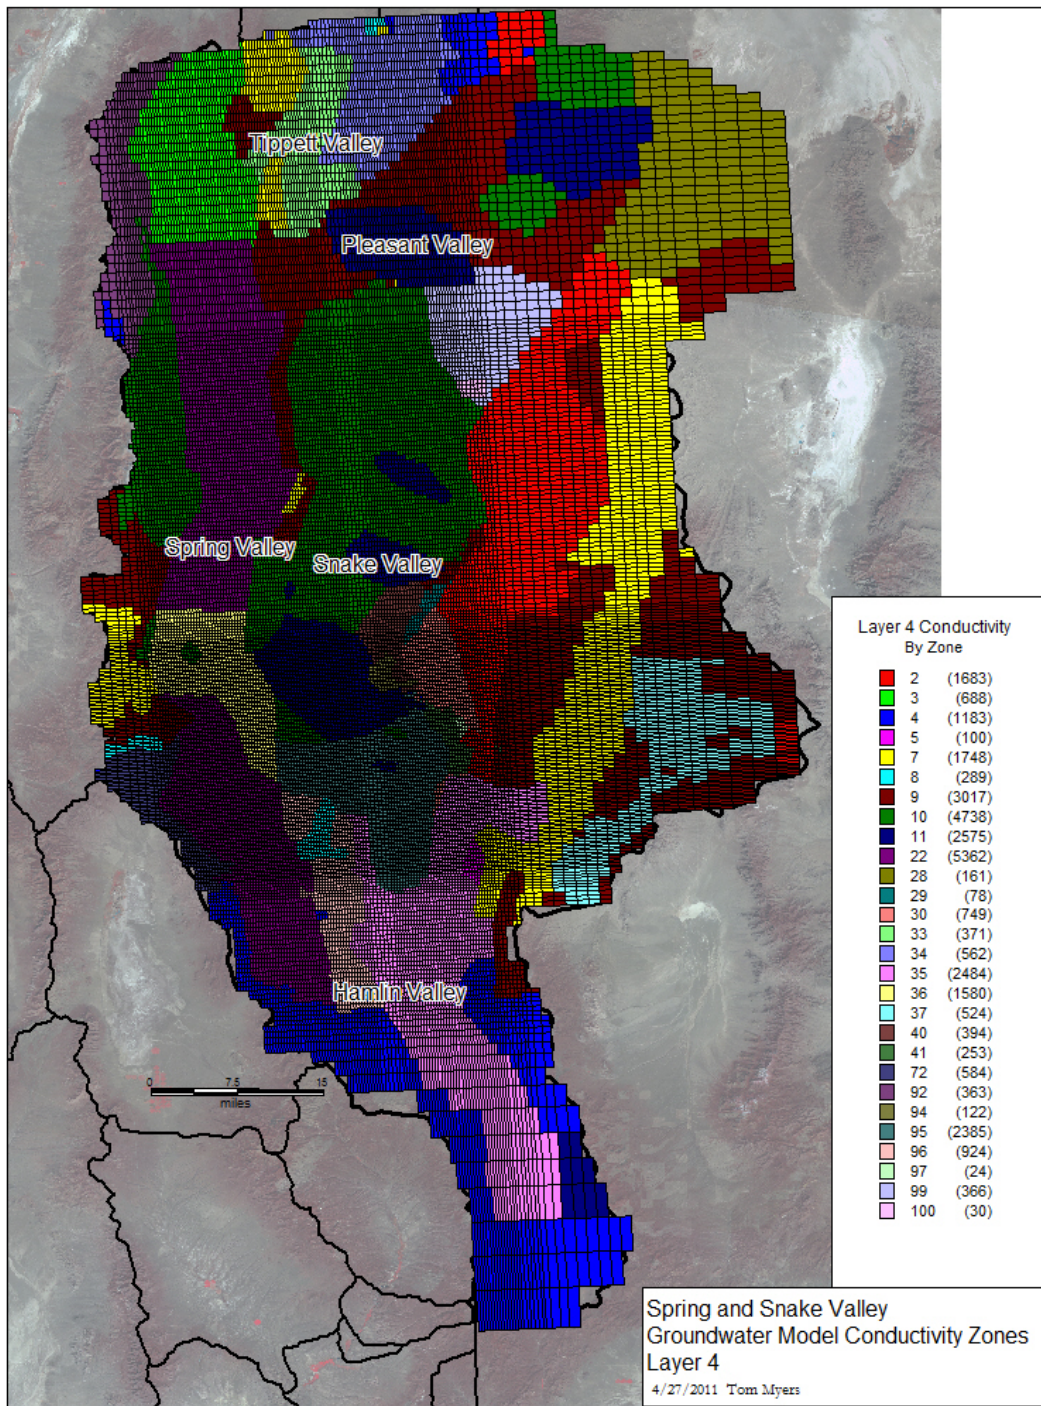 Tippett Valley
Pleasant Valley
Spring Valley
Snake Valley
Hamlin Valley
0 7.5 15
miles
Layer 4 Conductivity
By Zone
2 (1683)
3 (688)
4 (1183)
5 (100)
7 (1748)
8 (289)
9 (3017)
10 (4738)
11 (2575)
22 (5362)
28 (161)
29 (78)
30 (749)
33 (371)
34 (562)
35 (2484)
36 (1580)
37 (524)
40 (394)
41 (253)
72 (584)
92 (363)
94 (122)
95 (2385)
96 (924)
97 (24)
99 (366)
100 (30)
Spring and Snake Valley
Groundwater Model Conductivity Zones
Layer 4
4/27/2011 Tom Myers